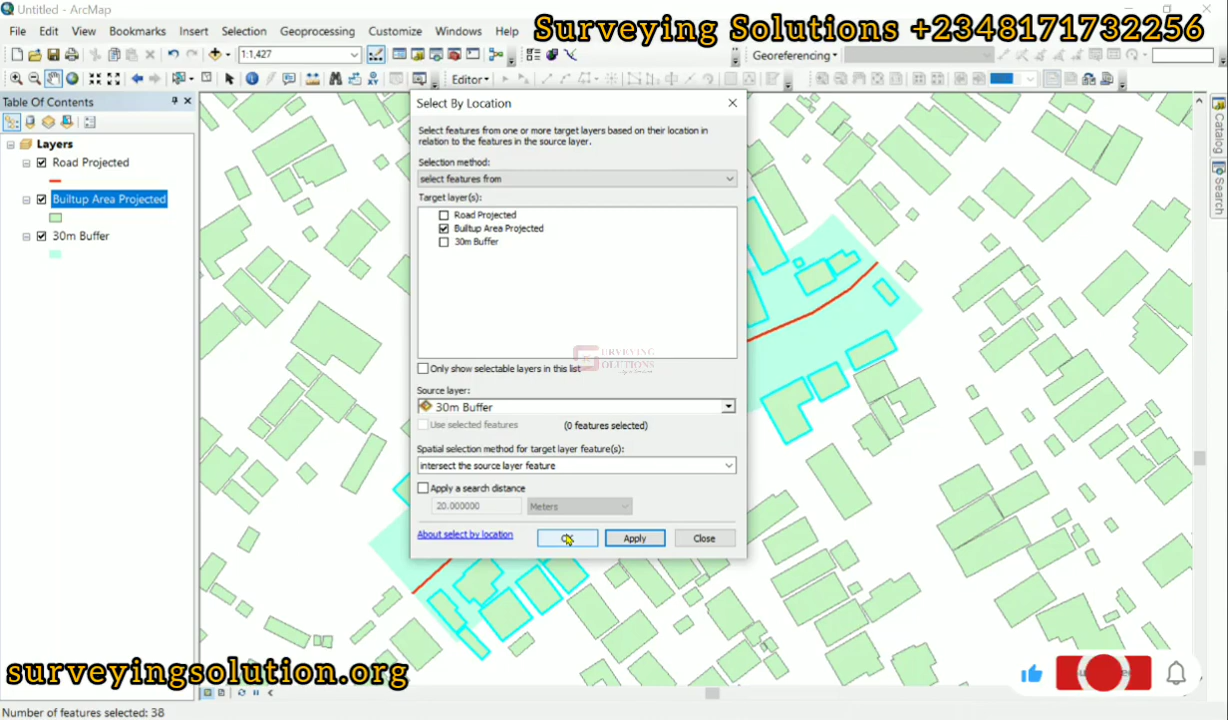 Untitled - ArcMap
Surveying Solutions +2348171732256
File Edit View Bookmarks Insert Selection Geoprocessing Customize Windows Help
1:1,427
Georeferencing
Editor
Table Of Contents
Layers
Road Projected
Builtup Area Projected
30m Buffer
Select By Location
Select features from one or more target layers based on their location in
relation to the features in the source layer.
Selection method:
select features from
Target layer(s):
Road Projected
Builtup Area Projected
30m Buffer
URVEYING
OLUTIONS
Only show selectable layers in this list
Source layer:
30m Buffer
Use selected features (0 features selected)
Spatial selection method for target layer feature(s):
intersect the source layer feature
Apply a search distance
20.000000 Meters
About select by location
Apply Close
Catalog
Search
surveyingsolution.org
Number of features selected: 38